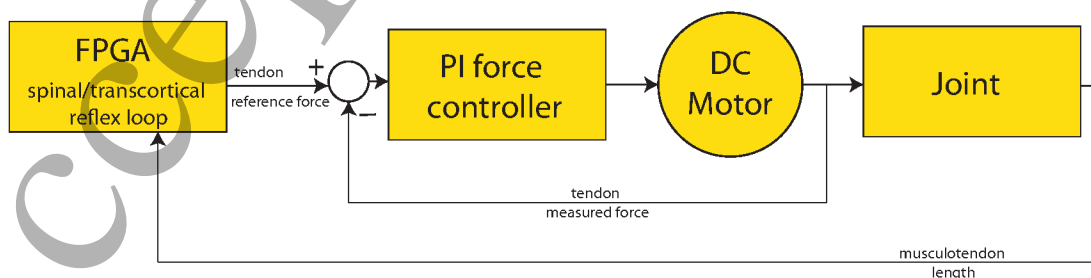 FPGA
spinal/transcortical
reflex loop
tendon
reference force
+
−
PI force
controller
DC
Motor
Joint
tendon
measured force
musculotendon
length